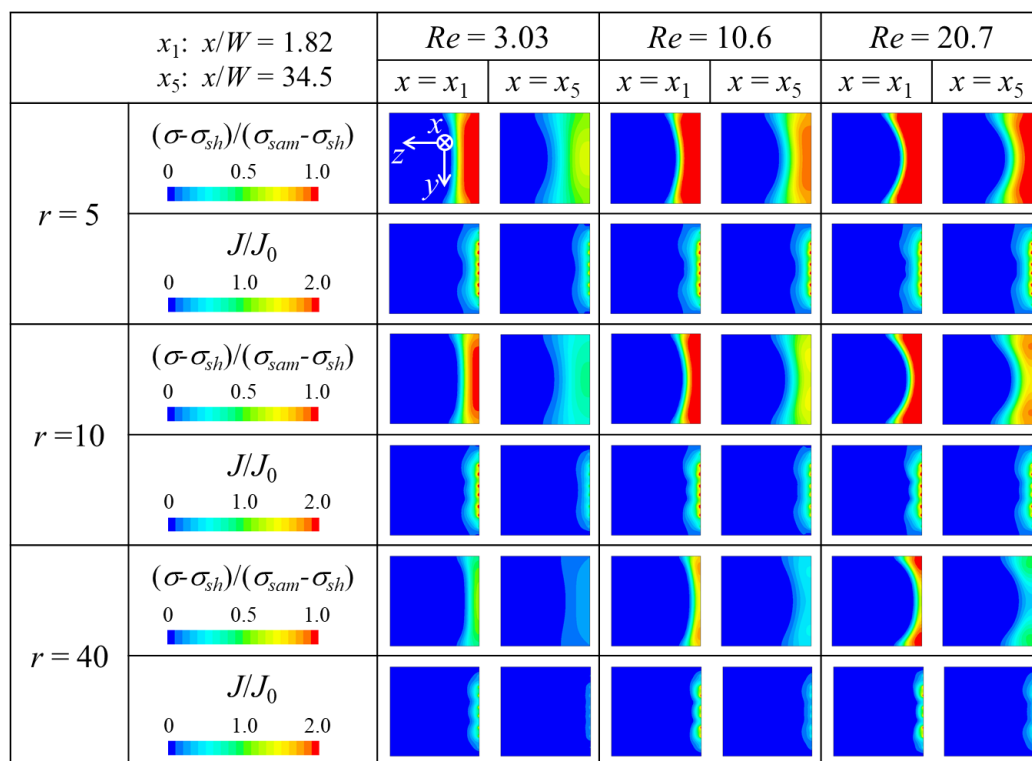 x₁: x/W = 1.82
x₅: x/W = 34.5
Re = 3.03
Re = 10.6
Re = 20.7
x = x₁
x = x₅
x = x₁
x = x₅
x = x₁
x = x₅
r = 5
(σ-σsh)/(σsam-σsh)
0 0.5 1.0
x
z
y
J/J₀
0 1.0 2.0
r =10
(σ-σsh)/(σsam-σsh)
0 0.5 1.0
J/J₀
0 1.0 2.0
r = 40
(σ-σsh)/(σsam-σsh)
0 0.5 1.0
J/J₀
0 1.0 2.0